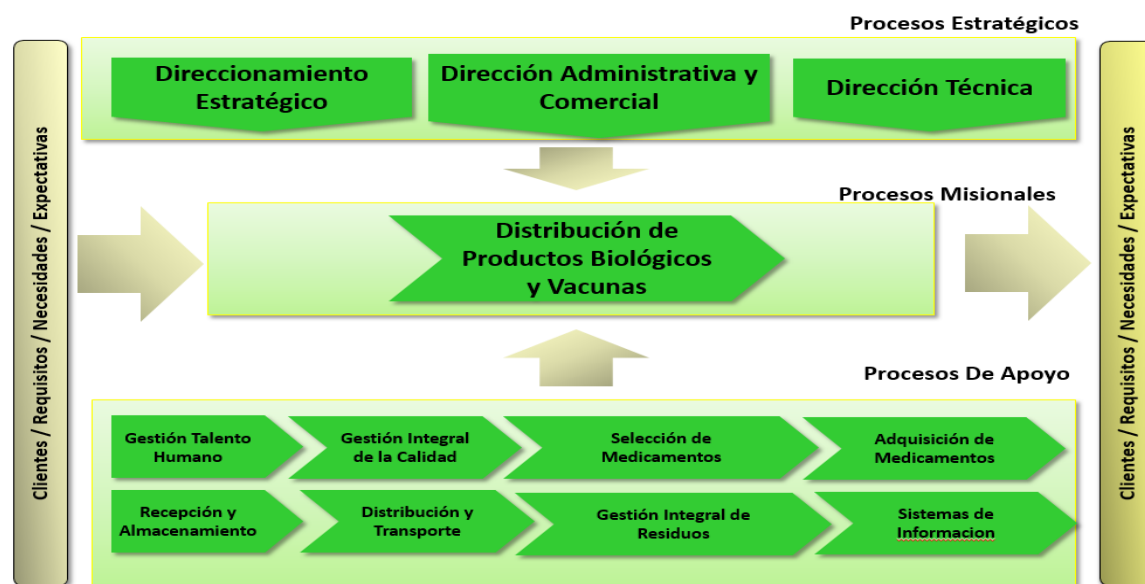 Procesos Estratégicos
Clientes / Requisitos / Necesidades / Expectativas
Direccionamiento
Estratégico
Dirección Administrativa y
Comercial
Dirección Técnica
Procesos Misionales
Distribución de
Productos Biológicos
y Vacunas
Procesos De Apoyo
Gestión Talento
Humano
Gestión Integral
de la Calidad
Selección de
Medicamentos
Adquisición de
Medicamentos
Recepción y
Almacenamiento
Distribución y
Transporte
Gestión Integral de
Residuos
Sistemas de
Informacion
Clientes / Requisitos / Necesidades / Expectativas